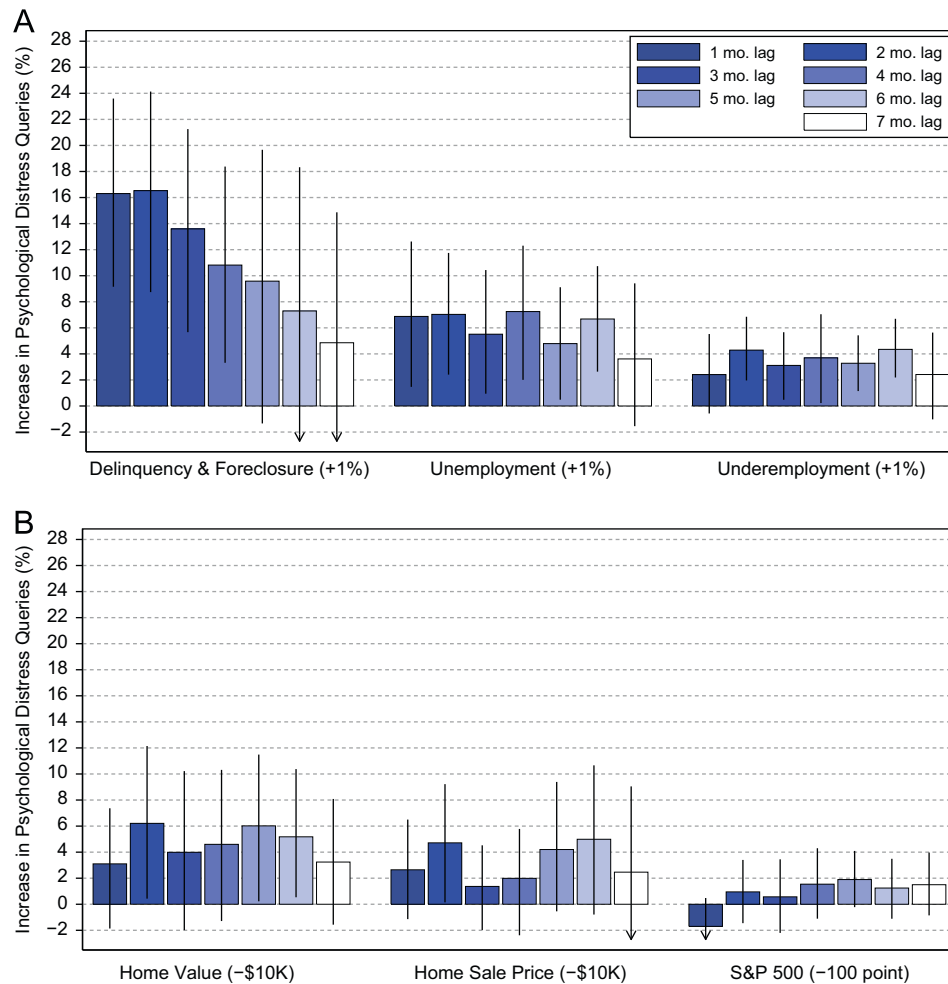 A
Increase in Psychological Distress Queries (%)
28
26
24
22
20
18
16
14
12
10
8
6
4
2
0
−2
1 mo. lag
2 mo. lag
3 mo. lag
4 mo. lag
5 mo. lag
6 mo. lag
7 mo. lag
Delinquency & Foreclosure (+1%)
Unemployment (+1%)
Underemployment (+1%)
B
Increase in Psychological Distress Queries (%)
28
26
24
22
20
18
16
14
12
10
8
6
4
2
0
−2
Home Value (−$10K)
Home Sale Price (−$10K)
S&P 500 (−100 point)